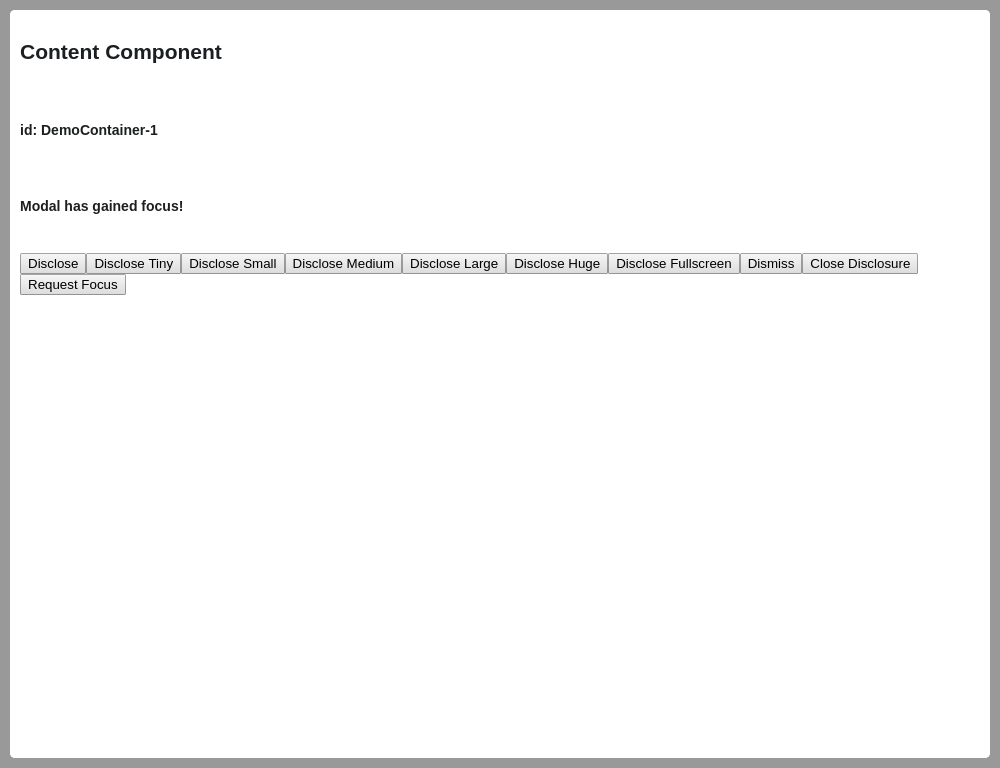 Content Component
id: DemoContainer-1
Modal has gained focus!
Disclose Disclose Tiny Disclose Small Disclose Medium Disclose Large Disclose Huge Disclose Fullscreen Dismiss Close Disclosure
Request Focus